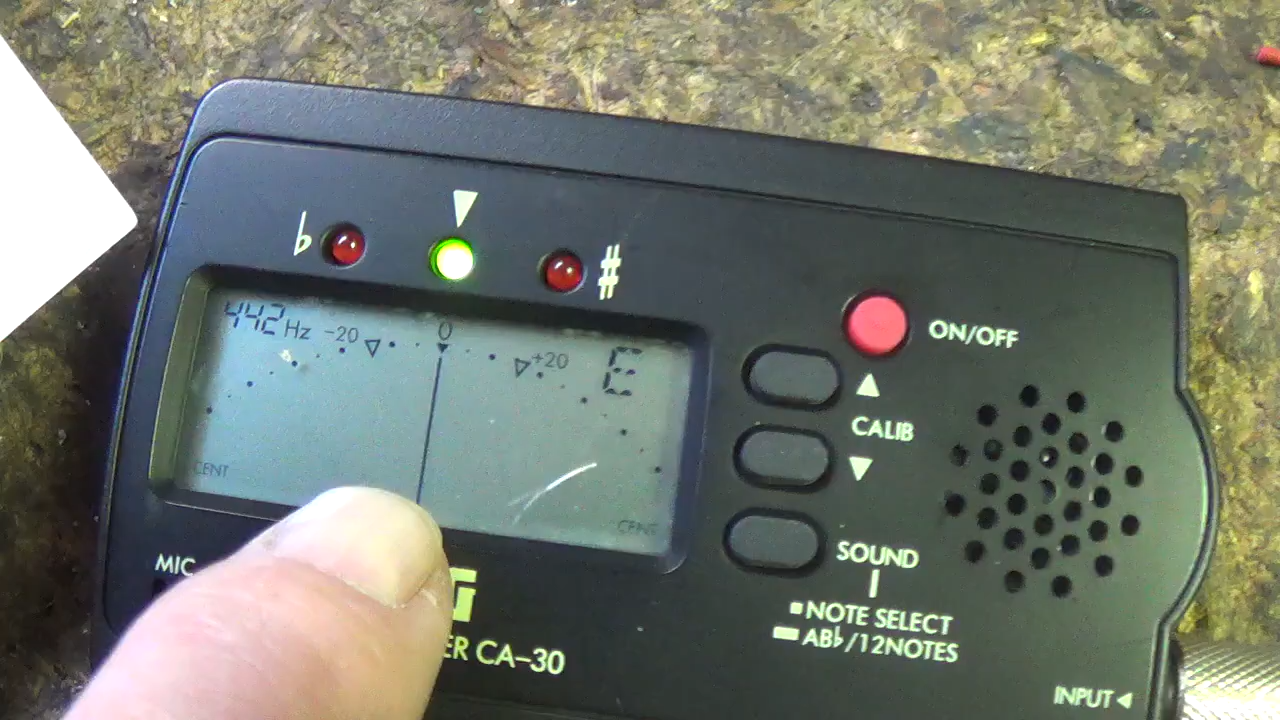 ♭ ♯
442 Hz -20 0 +20 E
CENT CENT
ON/OFF
CALIB
SOUND
NOTE SELECT
AB♭/12NOTES
MIC
G
ER CA-30
INPUT